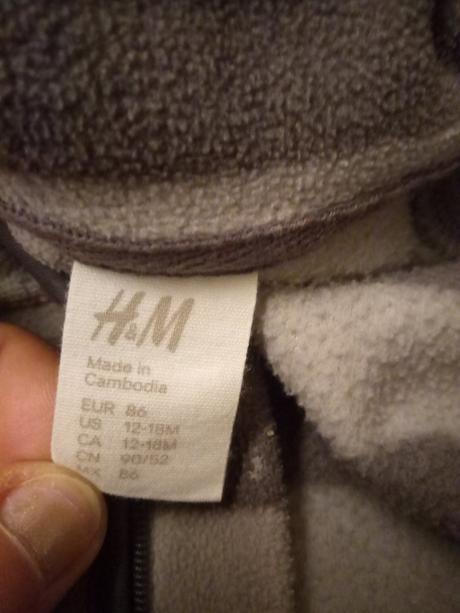 H&M
Made in
Cambodia
EUR 86
US 12-18M
CA 12-18M
CN 90/52
MX 86